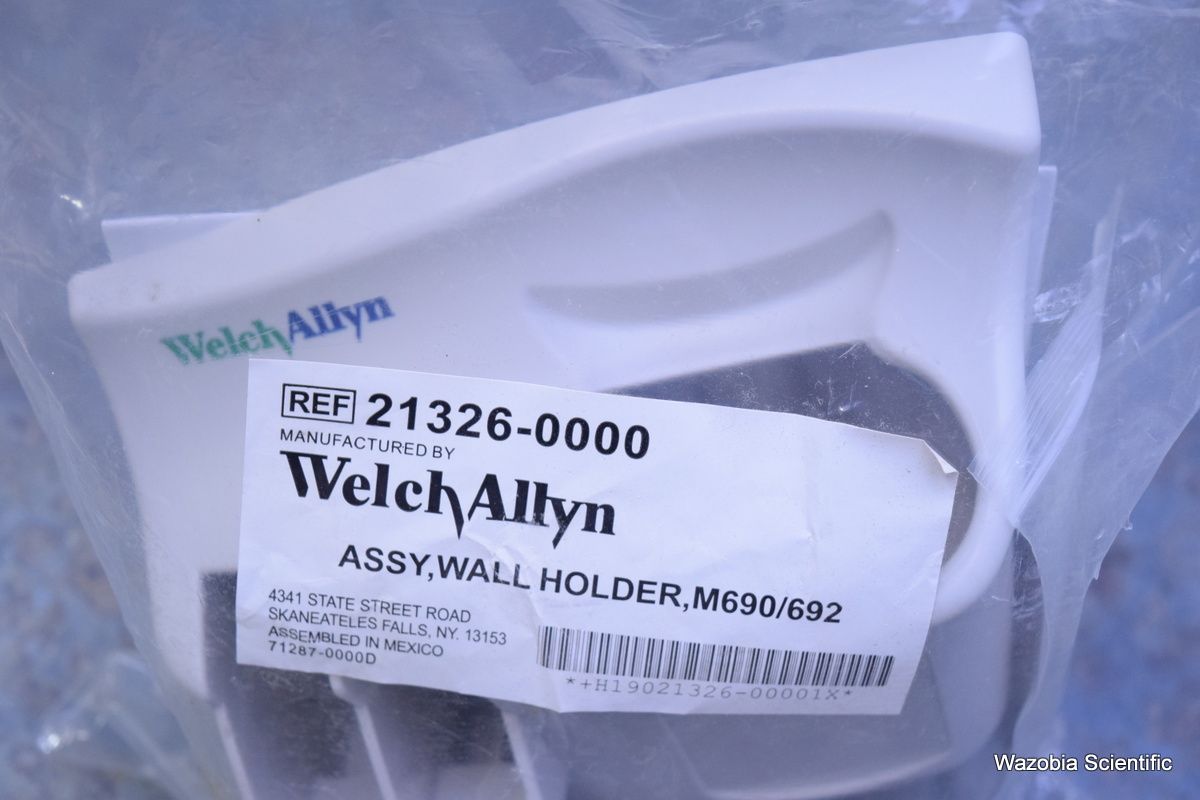 WelchAllyn
REF 21326-0000
MANUFACTURED BY
WelchAllyn
ASSY,WALL HOLDER,M690/692
4341 STATE STREET ROAD
SKANEATELES FALLS, NY. 13153
ASSEMBLED IN MEXICO
71287-0000D
*+H19021326-00001X*
Wazobia Scientific